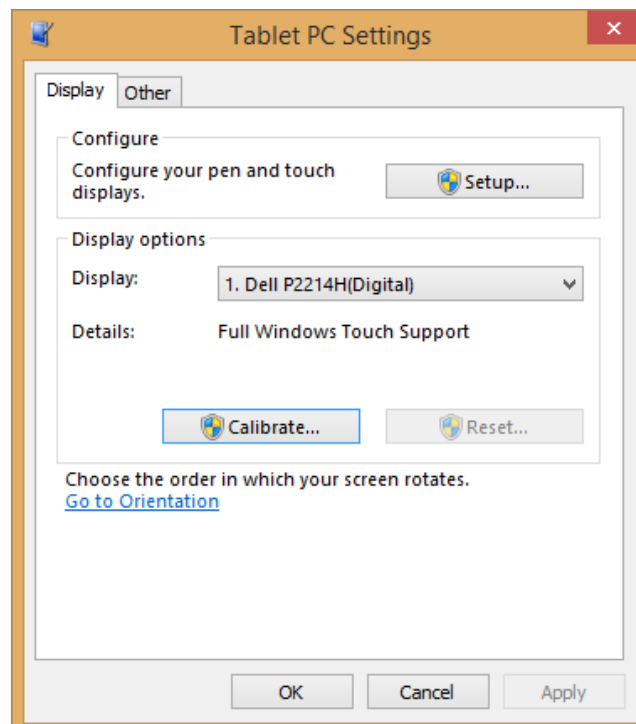 Tablet PC Settings
Display
Other
Configure
Configure your pen and touch
displays.
Setup...
Display options
Display:
1. Dell P2214H(Digital)
Details:
Full Windows Touch Support
Calibrate...
Reset...
Choose the order in which your screen rotates.
Go to Orientation
OK
Cancel
Apply